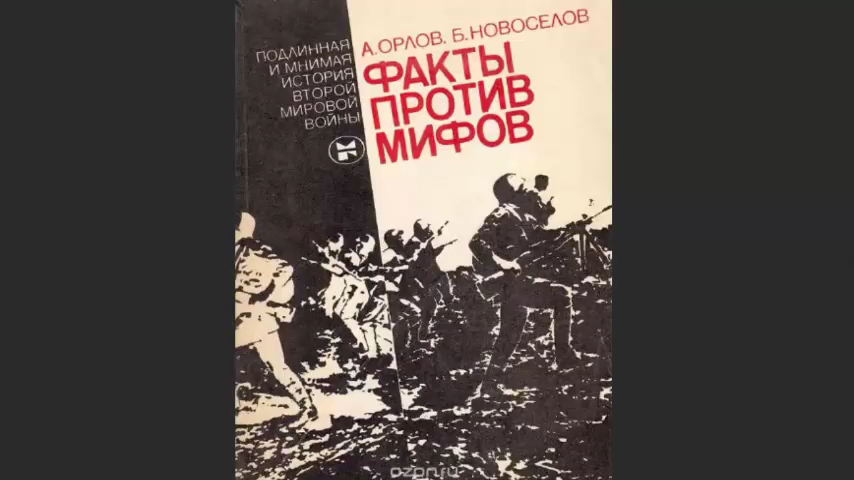 ПОДЛИННАЯ
И МНИМАЯ
ИСТОРИЯ
ВТОРОЙ
МИРОВОЙ
ВОЙНЫ
А. ОРЛОВ, Б. НОВОСЕЛОВ
ФАКТЫ
ПРОТИВ
МИФОВ
ozon.ru